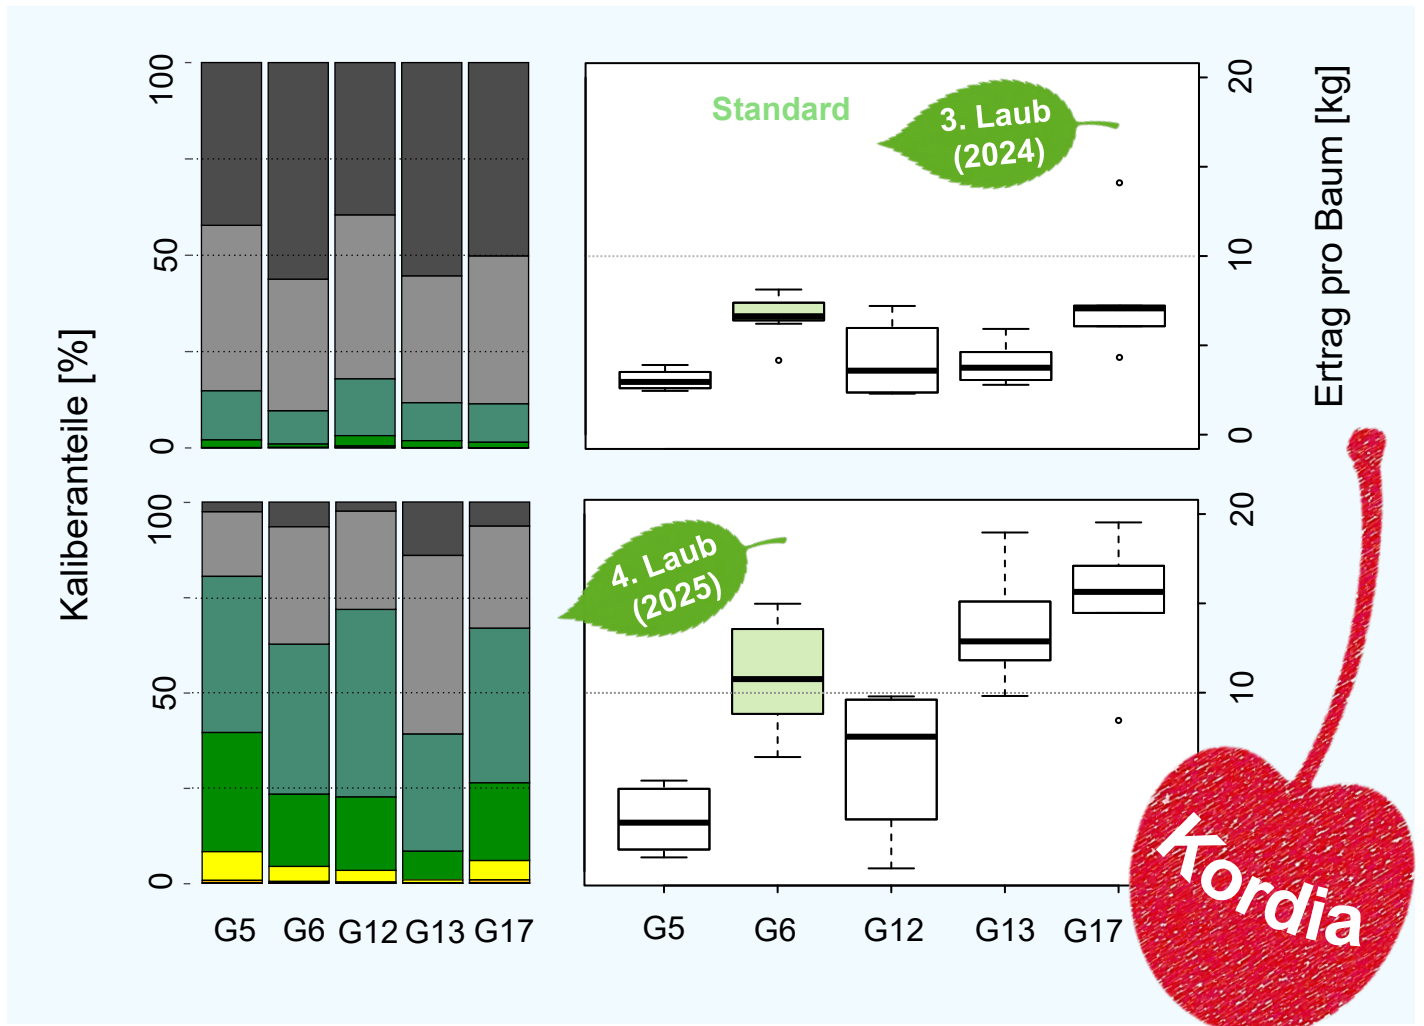 Kaliberanteile [%]
100
50
0
100
50
0
G5 G6 G12 G13 G17
Standard
3. Laub
(2024)
20
10
0
Ertrag pro Baum [kg]
4. Laub
(2025)
20
10
G5 G6 G12 G13 G17
Kordia